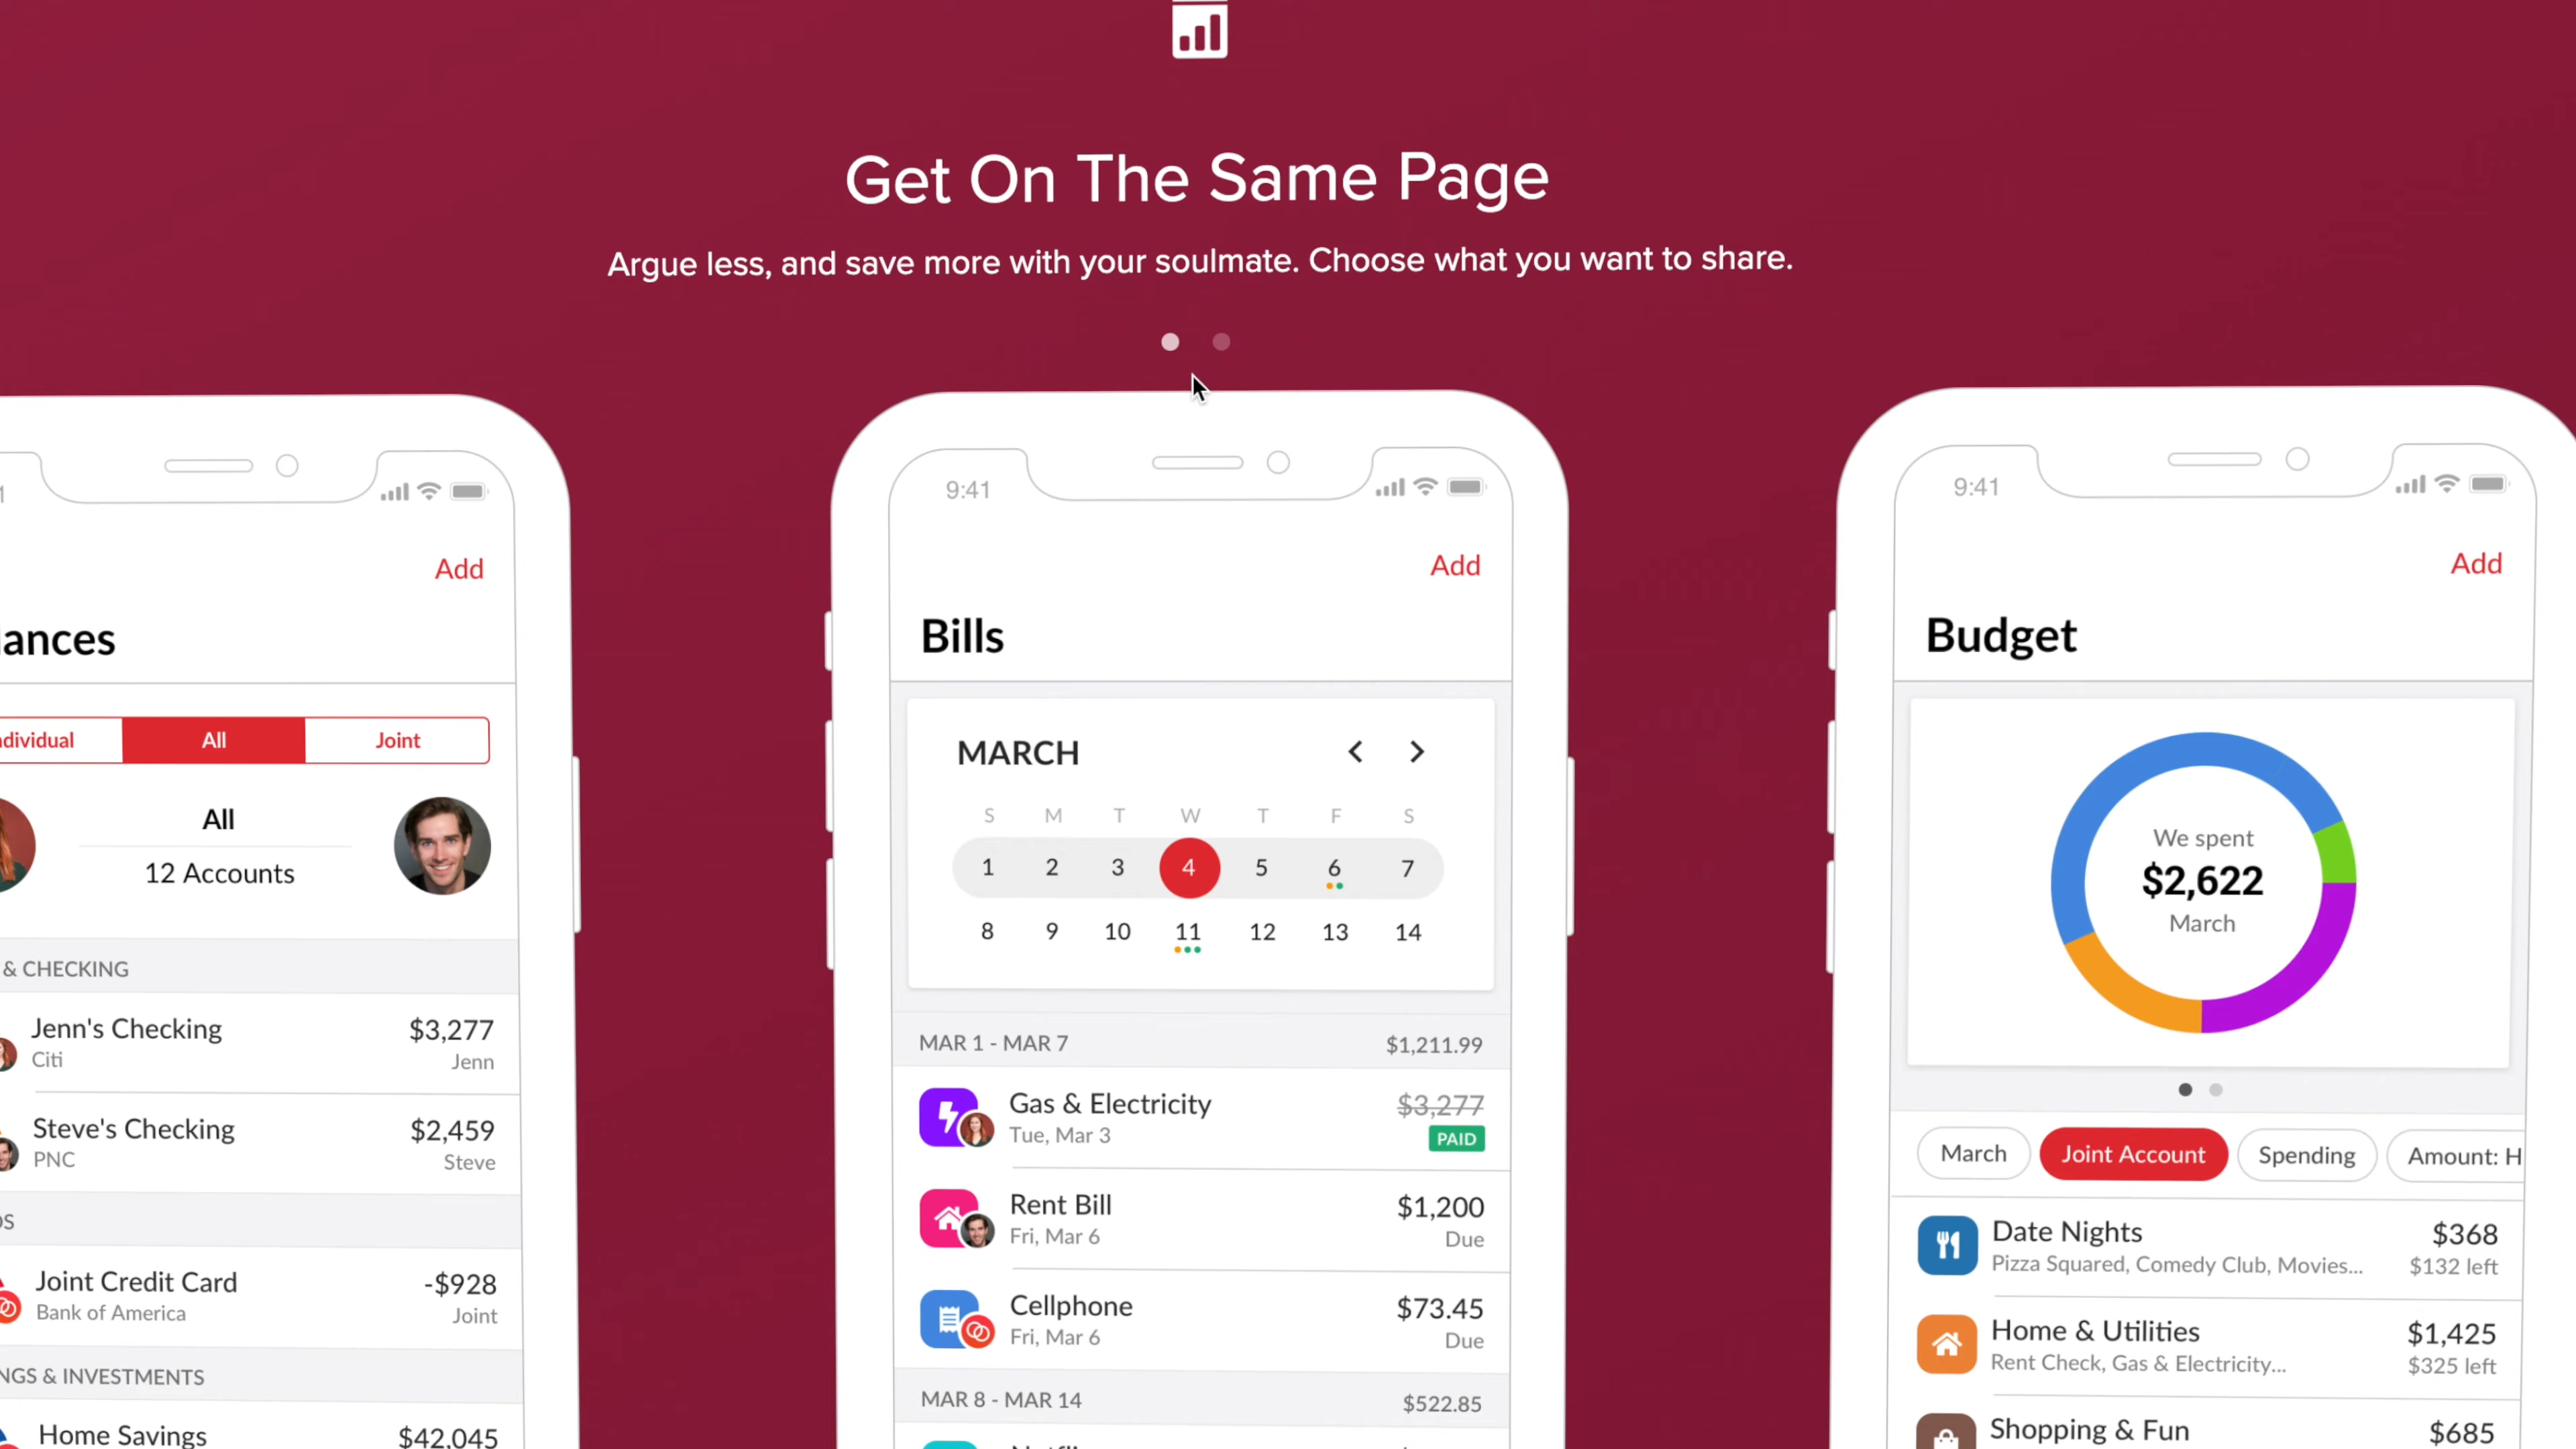 Get On The Same Page
Argue less, and save more with your soulmate. Choose what you want to share.
Add
ances
dividual
All
Joint
All
12 Accounts
& CHECKING
Jenn's Checking
$3,277
Citi
Jenn
Steve's Checking
$2,459
PNC
Steve
Joint Credit Card
-$928
Bank of America
Joint
NGS & INVESTMENTS
Home Savings
$42,045
9:41
Add
Bills
MARCH
S M T W T F S
1 2 3 4 5 6 7
8 9 10 11 12 13 14
MAR 1 - MAR 7
$1,211.99
Gas & Electricity
$3,277
Tue, Mar 3
PAID
Rent Bill
$1,200
Fri, Mar 6
Due
Cellphone
$73.45
Fri, Mar 6
Due
MAR 8 - MAR 14
$522.85
9:41
Add
Budget
We spent
$2,622
March
March
Joint Account
Spending
Amount: H
Date Nights
$368
Pizza Squared, Comedy Club, Movies...
$132 left
Home & Utilities
$1,425
Rent Check, Gas & Electricity...
$325 left
Shopping & Fun
$685